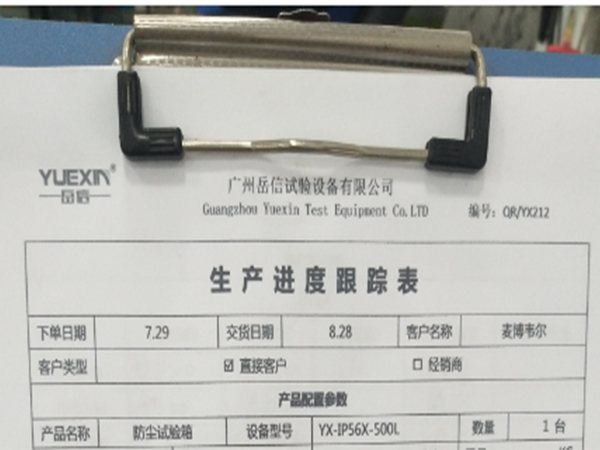 YUEXIN®
岳信
广州岳信试验设备有限公司
Guangzhou Yuexin Test Equipment Co.LTD
编号: QR/YX212
生产进度跟踪表
下单日期 7.29 交货日期 8.28 客户名称 麦博韦尔
客户类型 ☑ 直接客户 ☐ 经销商
产品配置参数
产品名称 防尘试验箱 设备型号 YX-IP56X-500L 数量 1 台